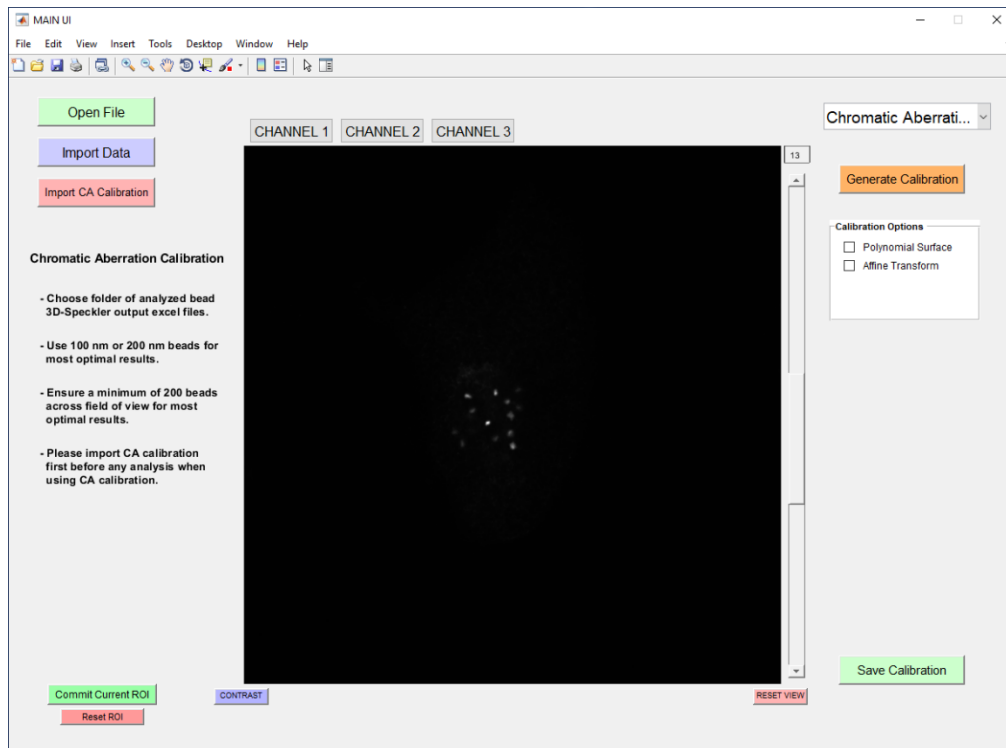 MAIN UI
File Edit View Insert Tools Desktop Window Help
Open File
Import Data
Import CA Calibration
Chromatic Aberration Calibration
- Choose folder of analyzed bead
3D-Speckler output excel files.
- Use 100 nm or 200 nm beads for
most optimal results.
- Ensure a minimum of 200 beads
across field of view for most
optimal results.
- Please import CA calibration
first before any analysis when
using CA calibration.
Commit Current ROI
Reset ROI
CHANNEL 1 CHANNEL 2 CHANNEL 3
13
CONTRAST
RESET VIEW
Chromatic Aberrati...
Generate Calibration
Calibration Options
Polynomial Surface
Affine Transform
Save Calibration